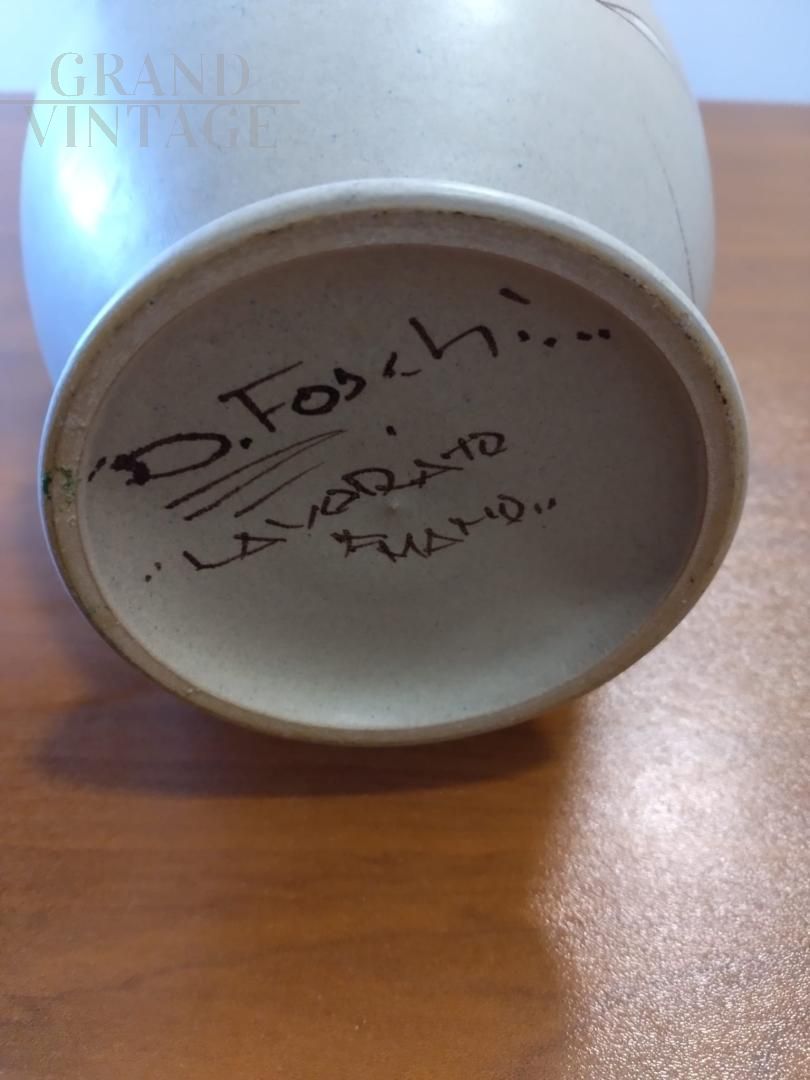 GRAND
VINTAGE
D. Foschi...
"LAVORATO
A MANO"